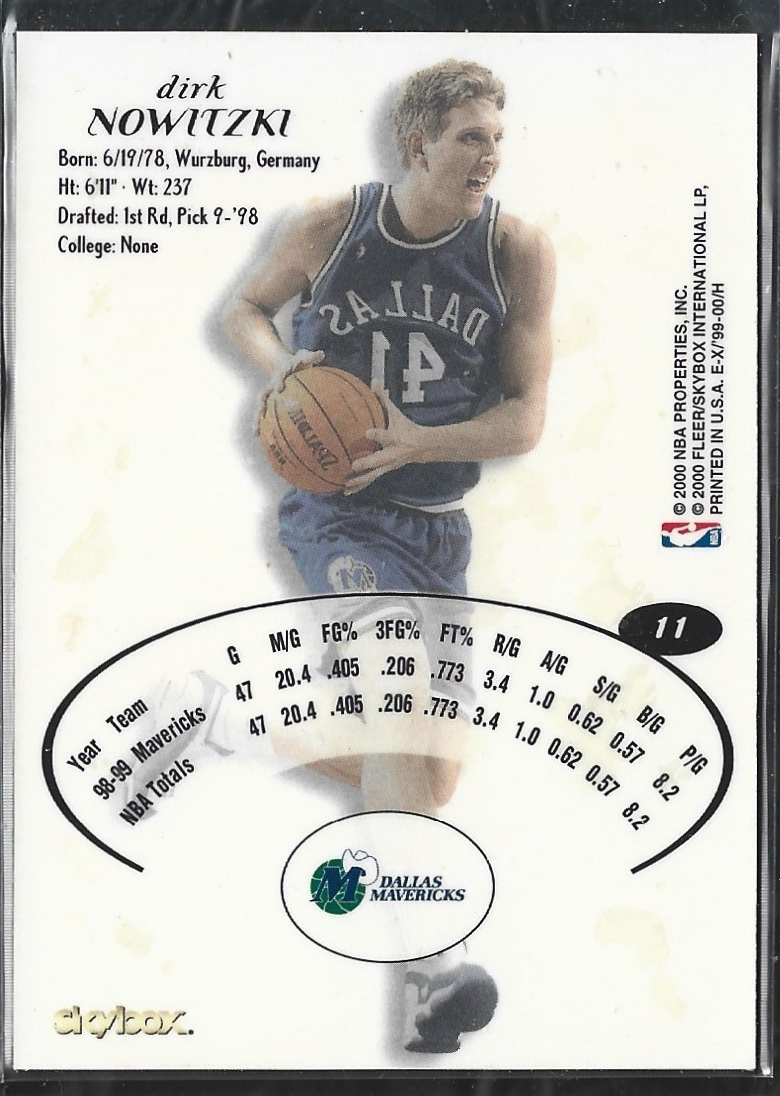 dirk
NOWITZKI
Born: 6/19/78, Wurzburg, Germany
Ht: 6'11" · Wt: 237
Drafted: 1st Rd, Pick 9-'98
College: None
DALLAS
41
SPALDING
© 2000 NBA PROPERTIES, INC.
© 2000 FLEER/SKYBOX INTERNATIONAL LP,
PRINTED IN U.S.A. E-X/'99-00/H
NBA
11
Year Team G M/G FG% 3FG% FT% R/G A/G S/G B/G P/G
98-99 Mavericks 47 20.4 .405 .206 .773 3.4 1.0 0.62 0.57 8.2
NBA Totals 47 20.4 .405 .206 .773 3.4 1.0 0.62 0.57 8.2
M DALLAS
MAVERICKS
skybox.